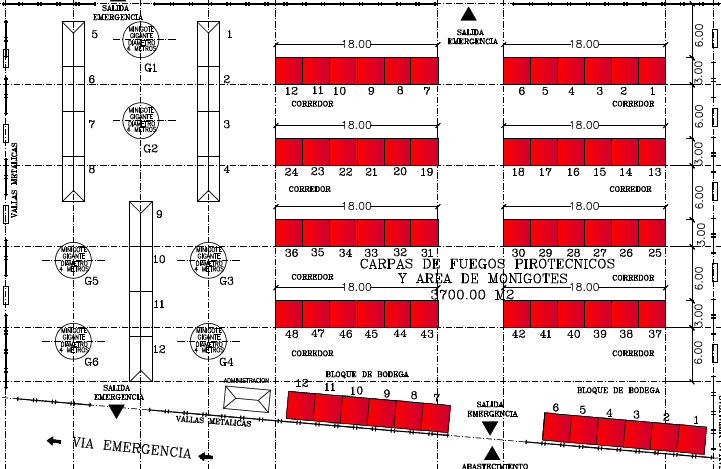 SALIDA
EMERGENCIA
SALIDA
EMERGENCIA
MINIGOTE
GIGANTE
DIAMETRO
4 METROS
G1
MINIGOTE
GIGANTE
DIAMETRO
4 METROS
G2
5
6
7
8
1
2
3
4
VALLAS METALICAS
18.00
18.00
12 11 10 9 8 7
6 5 4 3 2 1
CORREDOR
CORREDOR
18.00
18.00
24 23 22 21 20 19
18 17 16 15 14 13
CORREDOR
CORREDOR
18.00
18.00
36 35 34 33 32 31
30 29 28 27 26 25
CARPAS DE FUEGOS PIROTECNICOS
Y AREA DE MONIGOTES
3700.00 M2
CORREDOR
CORREDOR
18.00
18.00
48 47 46 45 44 43
42 41 40 39 38 37
CORREDOR
CORREDOR
6.00
3.00
6.00
3.00
6.00
3.00
6.00
3.00
6.00
9
10
11
12
MINIGOTE
GIGANTE
DIAMETRO
4 METROS
G5
MINIGOTE
GIGANTE
DIAMETRO
4 METROS
G3
MINIGOTE
GIGANTE
DIAMETRO
4 METROS
G6
MINIGOTE
GIGANTE
DIAMETRO
4 METROS
G4
SALIDA
EMERGENCIA
ADMINISTRACION
BLOQUE DE BODEGA
12 11 10 9 8 7
BLOQUE DE BODEGA
6 5 4 3 2 1
VALLAS METALICAS
SALIDA
EMERGENCIA
VIA EMERGENCIA
ABASTECIMIENTO